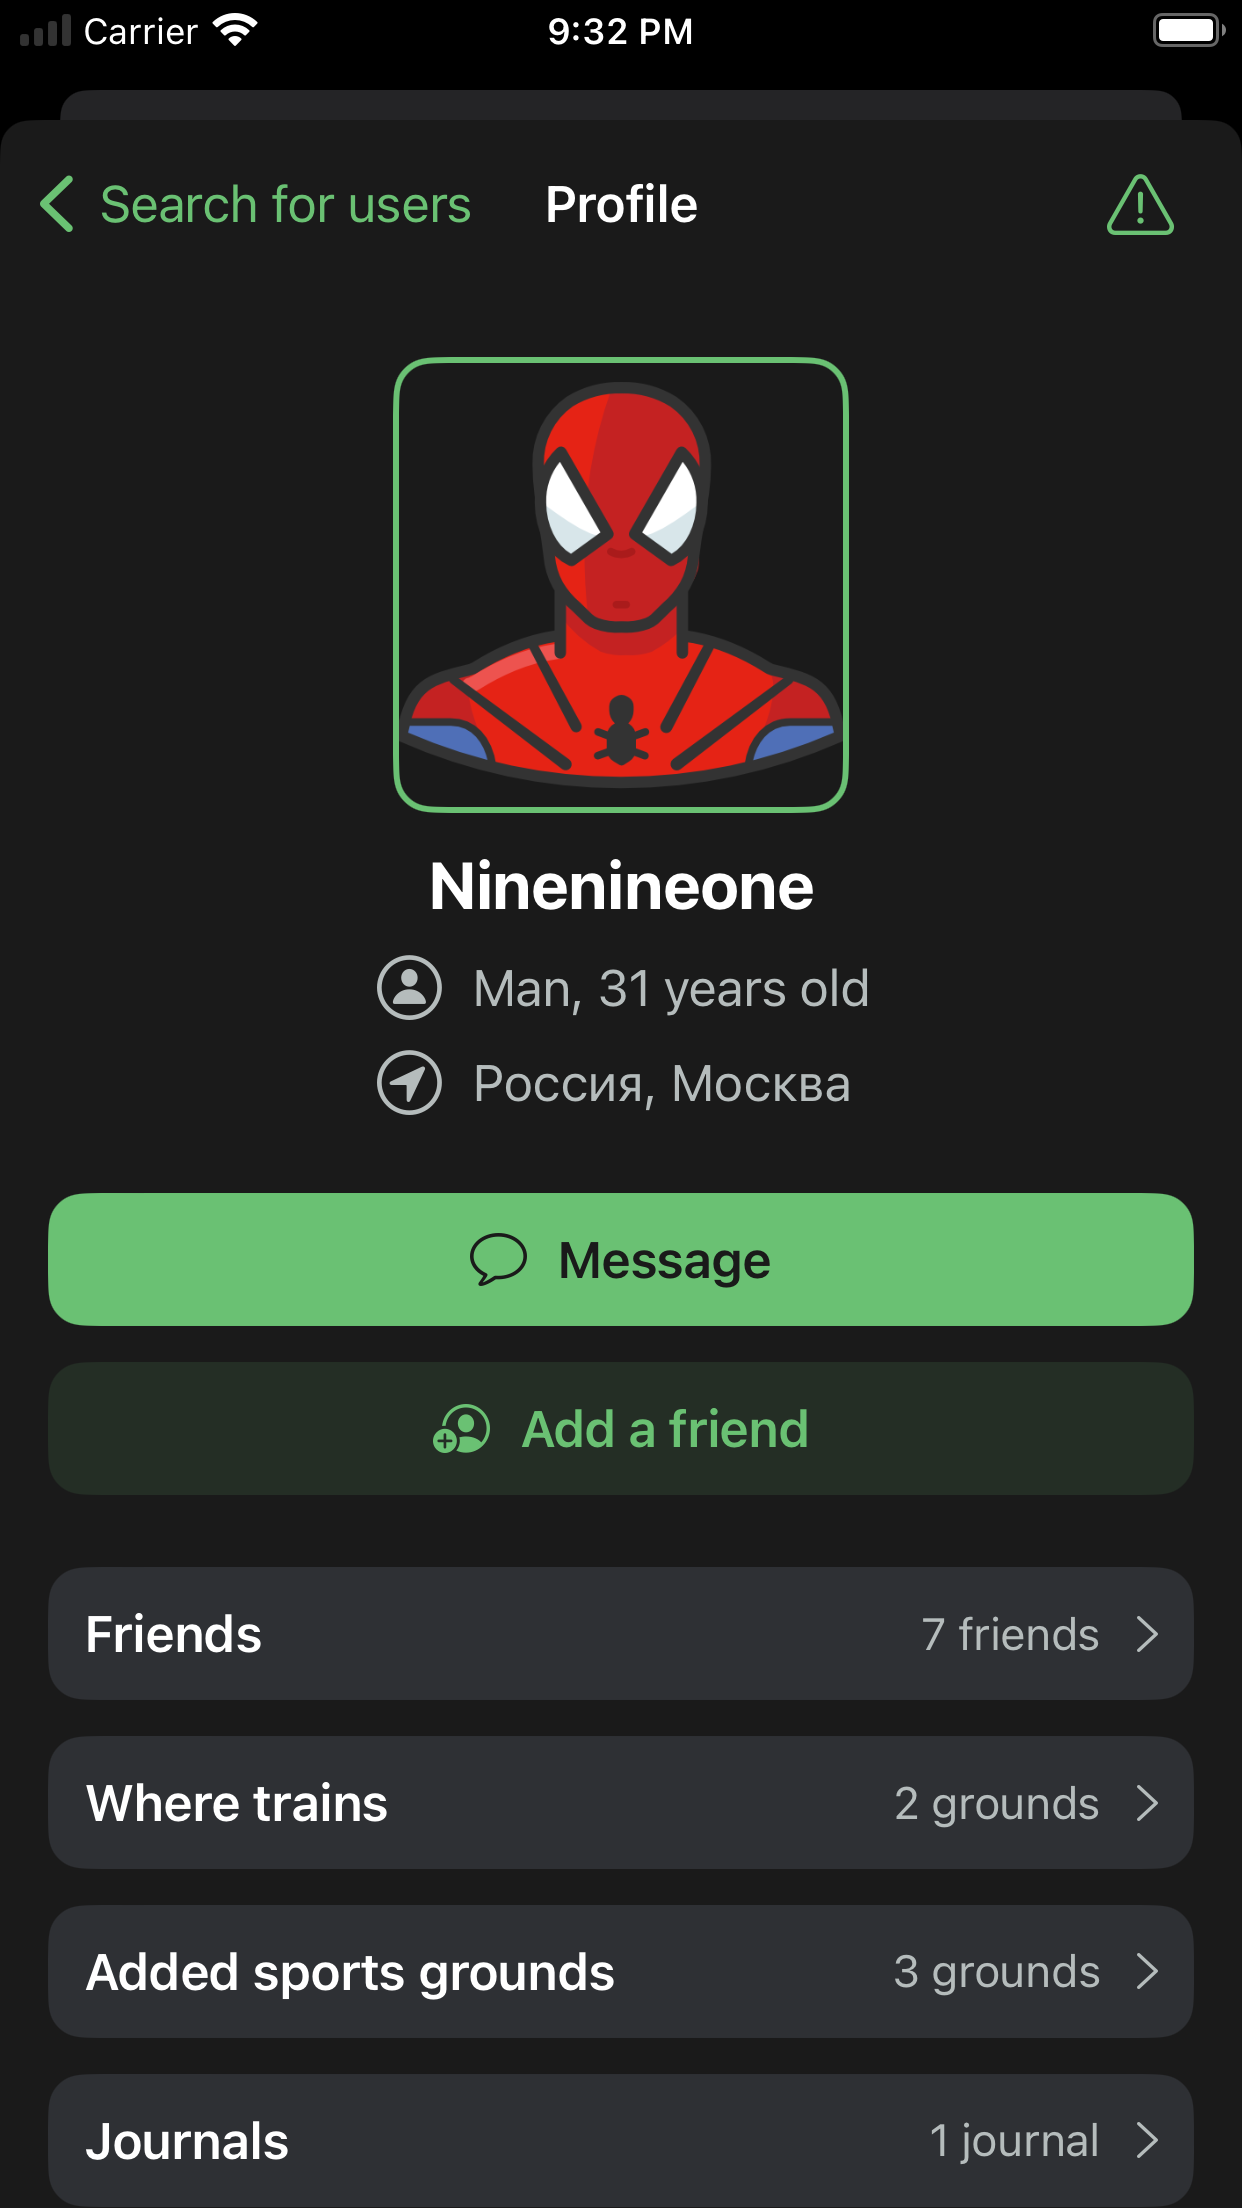 Carrier 9:32 PM
Search for users Profile
Ninenineone
Man, 31 years old
Россия, Москва
Message
Add a friend
Friends 7 friends
Where trains 2 grounds
Added sports grounds 3 grounds
Journals 1 journal